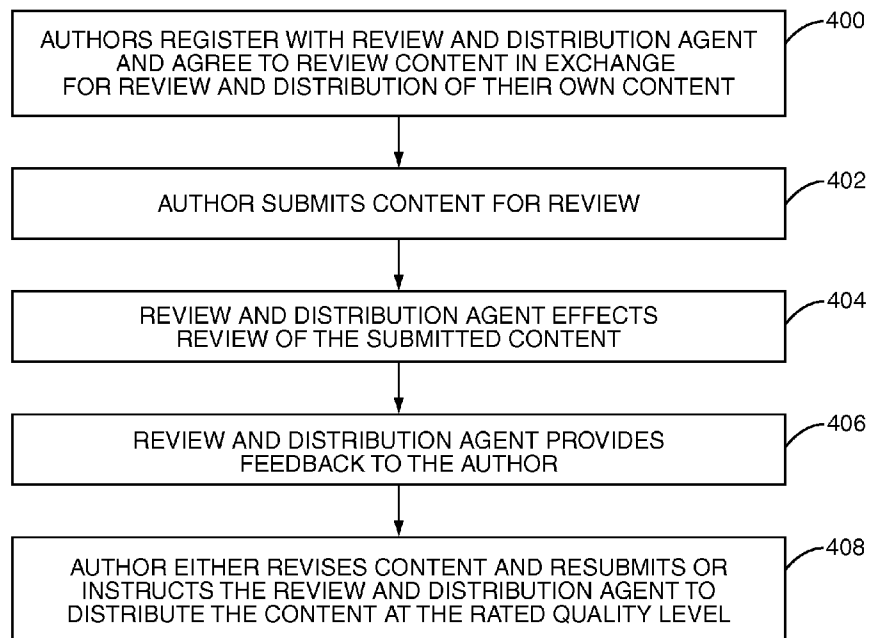 AUTHORS REGISTER WITH REVIEW AND DISTRIBUTION AGENT
AND AGREE TO REVIEW CONTENT IN EXCHANGE
FOR REVIEW AND DISTRIBUTION OF THEIR OWN CONTENT
400
AUTHOR SUBMITS CONTENT FOR REVIEW
402
REVIEW AND DISTRIBUTION AGENT EFFECTS
REVIEW OF THE SUBMITTED CONTENT
404
REVIEW AND DISTRIBUTION AGENT PROVIDES
FEEDBACK TO THE AUTHOR
406
AUTHOR EITHER REVISES CONTENT AND RESUBMITS OR
INSTRUCTS THE REVIEW AND DISTRIBUTION AGENT TO
DISTRIBUTE THE CONTENT AT THE RATED QUALITY LEVEL
408